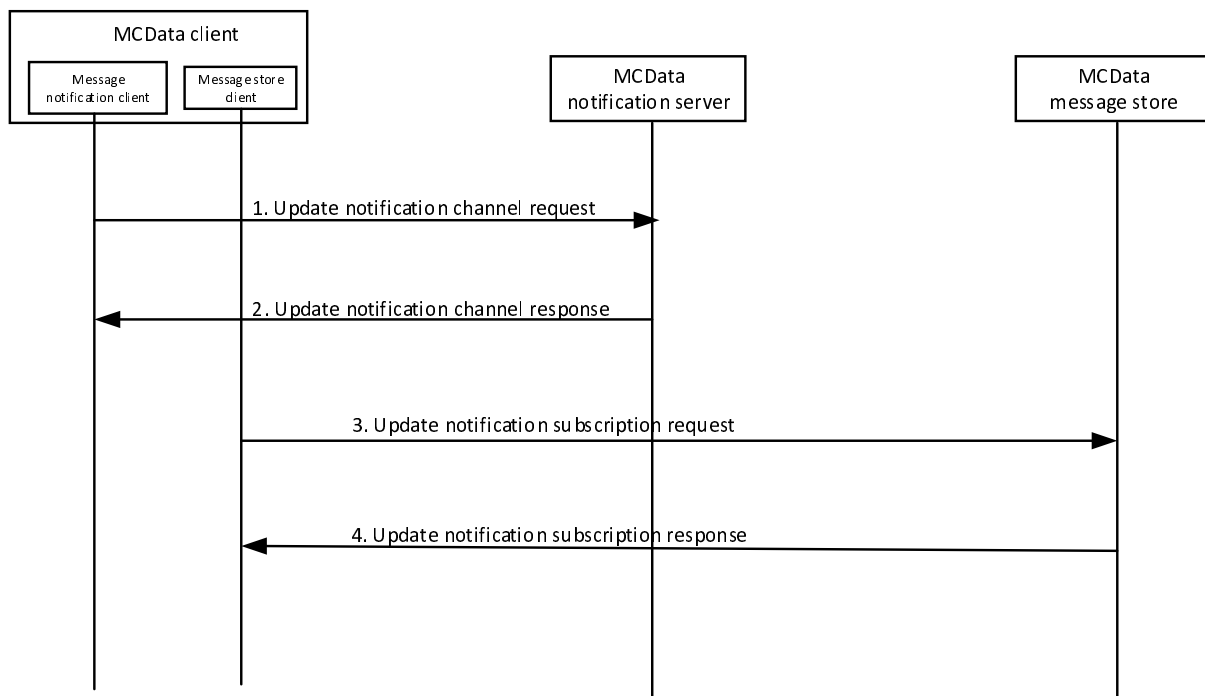 MCData client
Message
notification client
Message store
client
MCData
notification server
MCData
message store
1. Update notification channel request
2. Update notification channel response
3. Update notification subscription request
4. Update notification subscription response